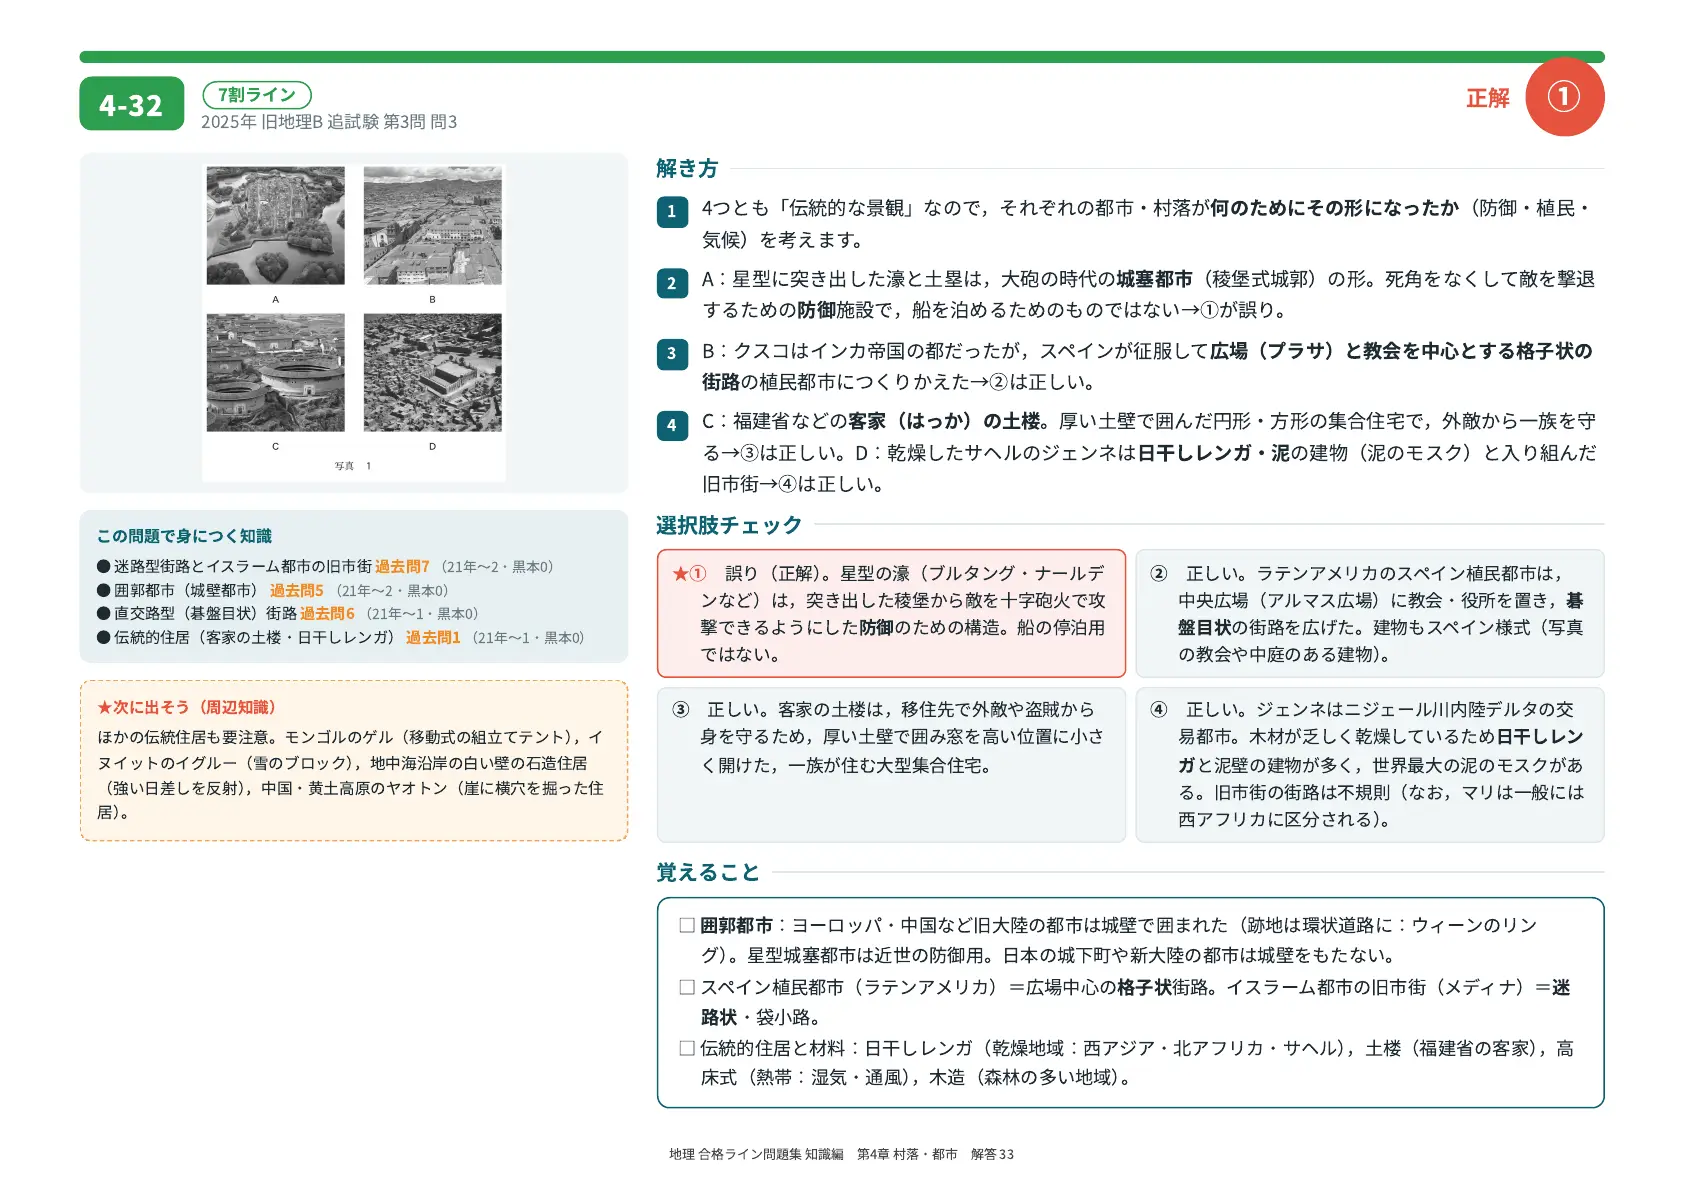 4-32
7割ライン
2025年 旧地理B 追試験 第3問 問3
正解 ①
A
B
C
D
写真 1
この問題で身につく知識
●迷路型街路とイスラーム都市の旧市街 過去問7 (21年〜2・黒本0)
●囲郭都市（城壁都市） 過去問5 (21年〜2・黒本0)
●直交路型（碁盤目状）街路 過去問6 (21年〜1・黒本0)
●伝統的住居（客家の土楼・日干しレンガ） 過去問1 (21年〜1・黒本0)
★次に出そう（周辺知識）
ほかの伝統住居も要注意。モンゴルのゲル（移動式の組立てテント），イ
ヌイットのイグルー（雪のブロック），地中海沿岸の白い壁の石造住居
（強い日差しを反射），中国・黄土高原のヤオトン（崖に横穴を掘った住
居）。
解き方
1 4つとも「伝統的な景観」なので，それぞれの都市・村落が何のためにその形になったか（防御・植民・
気候）を考えます。
2 A：星型に突き出した濠と土塁は，大砲の時代の城塞都市（稜堡式城郭）の形。死角をなくして敵を撃退
するための防御施設で，船を泊めるためのものではない→①が誤り。
3 B：クスコはインカ帝国の都だったが，スペインが征服して広場（プラサ）と教会を中心とする格子状の
街路の植民都市につくりかえた→②は正しい。
4 C：福建省などの客家（はっか）の土楼。厚い土壁で囲んだ円形・方形の集合住宅で，外敵から一族を守
る→③は正しい。D：乾燥したサヘルのジェンネは日干しレンガ・泥の建物（泥のモスク）と入り組んだ
旧市街→④は正しい。
選択肢チェック
★① 誤り（正解）。星型の濠（ブルタング・ナールデ
ンなど）は，突き出した稜堡から敵を十字砲火で攻
撃できるようにした防御のための構造。船の停泊用
ではない。
② 正しい。ラテンアメリカのスペイン植民都市は，
中央広場（アルマス広場）に教会・役所を置き，碁
盤目状の街路を広げた。建物もスペイン様式（写真
の教会や中庭のある建物）。
③ 正しい。客家の土楼は，移住先で外敵や盗賊から
身を守るため，厚い土壁で囲み窓を高い位置に小さ
く開けた，一族が住む大型集合住宅。
④ 正しい。ジェンネはニジェール川内陸デルタの交
易都市。木材が乏しく乾燥しているため日干しレン
ガと泥壁の建物が多く，世界最大の泥のモスクがあ
る。旧市街の街路は不規則（なお，マリは一般には
西アフリカに区分される）。
覚えること
□ 囲郭都市：ヨーロッパ・中国など旧大陸の都市は城壁で囲まれた（跡地は環状道路に：ウィーンのリン
グ）。星型城塞都市は近世の防御用。日本の城下町や新大陸の都市は城壁をもたない。
□ スペイン植民都市（ラテンアメリカ）＝広場中心の格子状街路。イスラーム都市の旧市街（メディナ）＝迷
路状・袋小路。
□ 伝統的住居と材料：日干しレンガ（乾燥地域：西アジア・北アフリカ・サヘル），土楼（福建省の客家），高
床式（熱帯：湿気・通風），木造（森林の多い地域）。
地理 合格ライン問題集 知識編 第4章 村落・都市 解答33